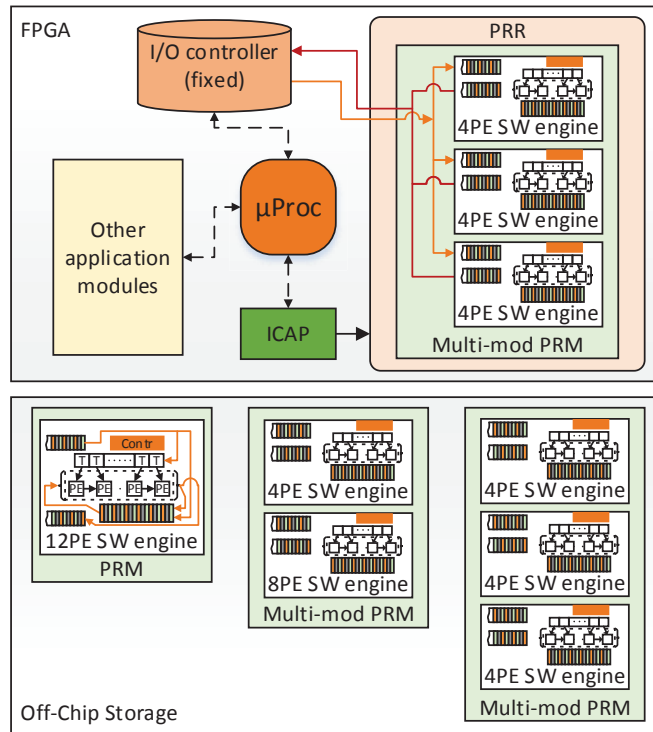 FPGA
I/O controller
(fixed)
PRR
4PE SW engine
4PE SW engine
4PE SW engine
Multi-mod PRM
µProc
Other
application
modules
ICAP
Contr
T T ...... T T
PE PE . PE PE
12PE SW engine
PRM
4PE SW engine
8PE SW engine
Multi-mod PRM
4PE SW engine
4PE SW engine
4PE SW engine
Multi-mod PRM
Off-Chip Storage